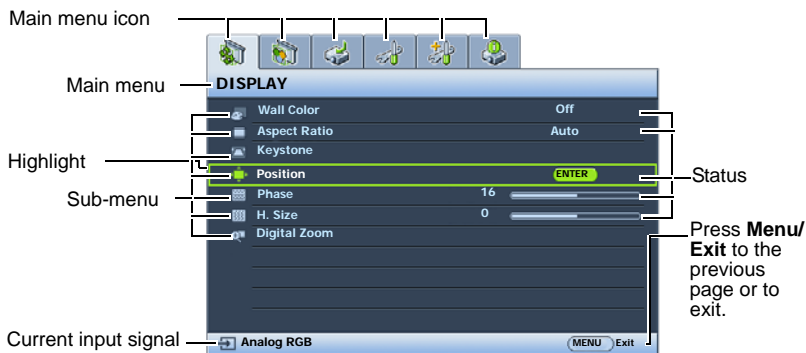 Main menu icon
Main menu
DISPLAY
Wall Color Off
Aspect Ratio Auto
Keystone
Highlight
Position ENTER
Status
Sub-menu
Phase 16
H. Size 0
Digital Zoom
Press Menu/
Exit to the
previous
page or to
exit.
Current input signal
Analog RGB
MENU Exit